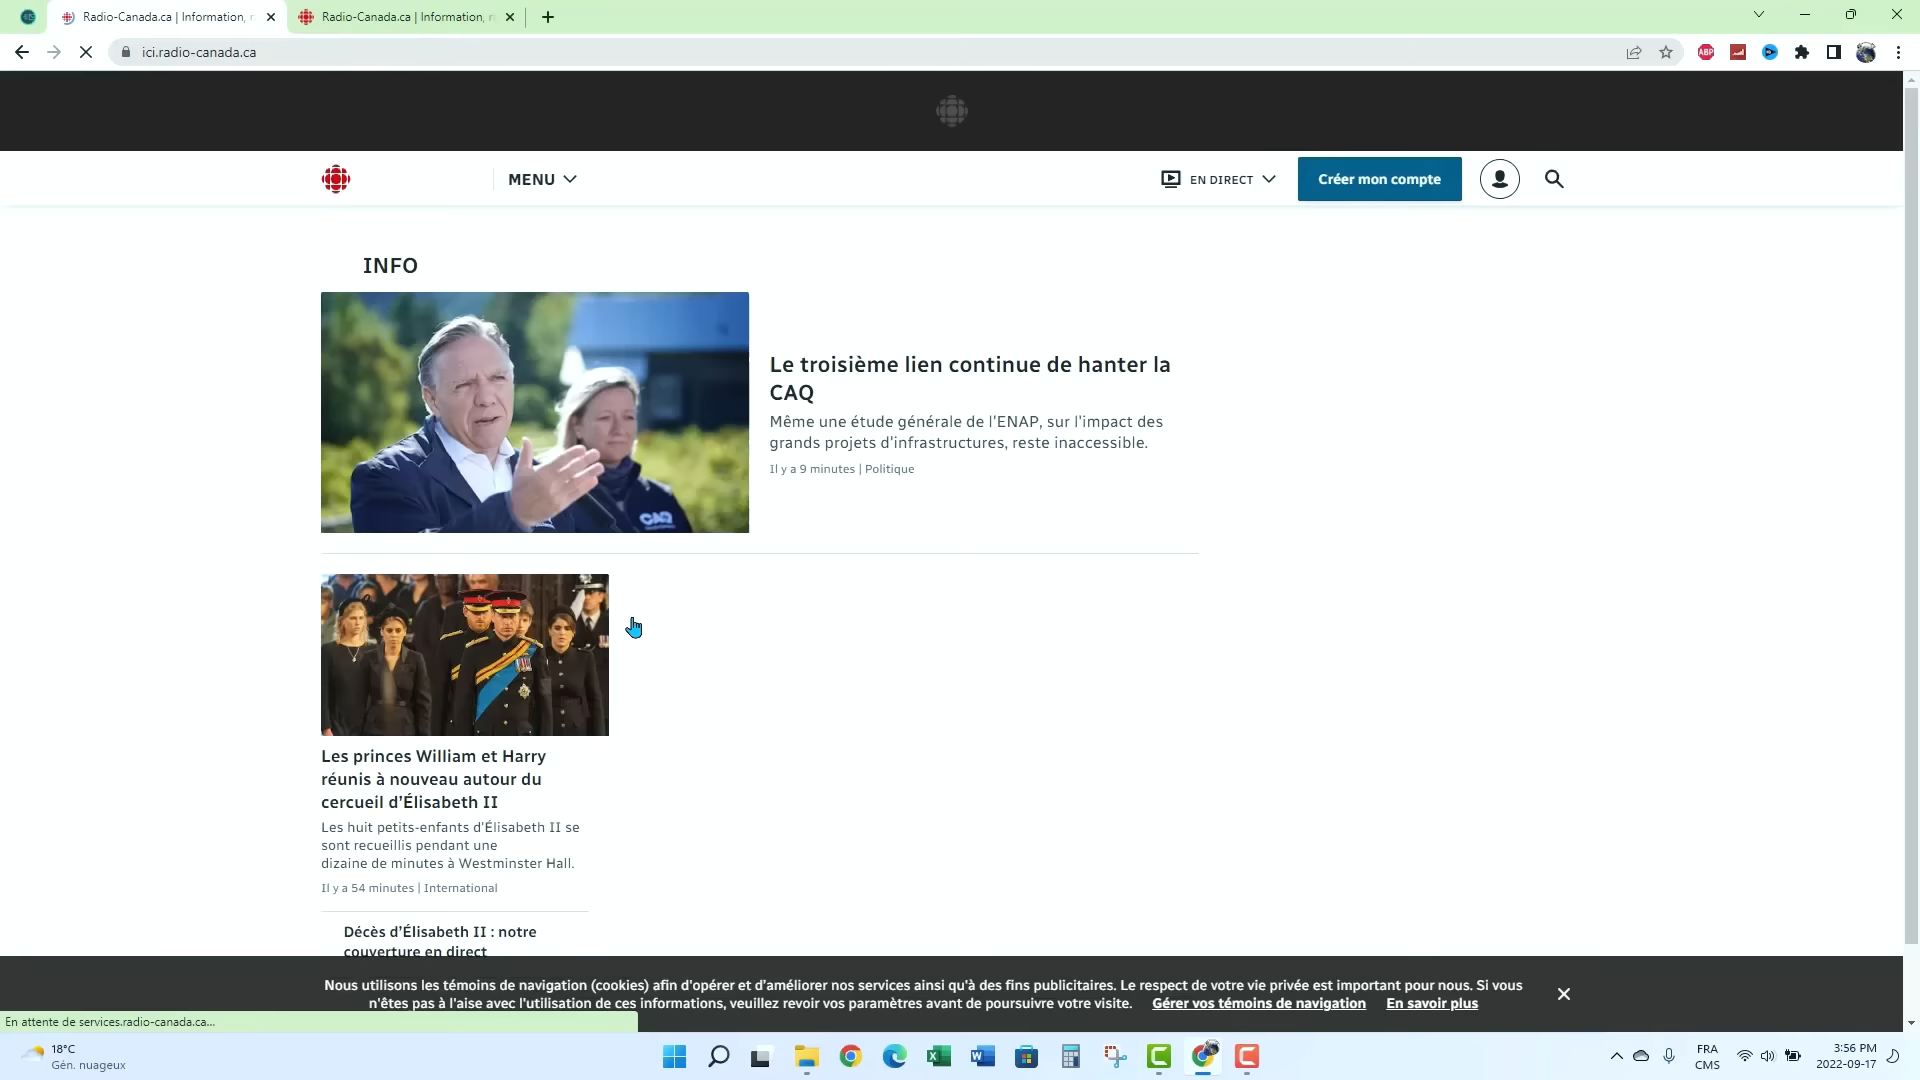 Radio-Canada.ca | Information, r
Radio-Canada.ca | Information, r
ici.radio-canada.ca
ABP
MENU
EN DIRECT
Créer mon compte
INFO
Le troisième lien continue de hanter la
CAQ
Même une étude générale de l'ENAP, sur l'impact des
grands projets d'infrastructures, reste inaccessible.
Il y a 9 minutes | Politique
CAQ
Les princes William et Harry
réunis à nouveau autour du
cercueil d’Élisabeth II
Les huit petits-enfants d'Élisabeth II se
sont recueillis pendant une
dizaine de minutes à Westminster Hall.
Il y a 54 minutes | International
Décès d’Élisabeth II : notre
couverture en direct
Nous utilisons les témoins de navigation (cookies) afin d'opérer et d’améliorer nos services ainsi qu'à des fins publicitaires. Le respect de votre vie privée est important pour nous. Si vous
n'êtes pas à l'aise avec l'utilisation de ces informations, veuillez revoir vos paramètres avant de poursuivre votre visite. Gérer vos témoins de navigation En savoir plus
En attente de services.radio-canada.ca...
18°C
Gén. nuageux
FRA
CMS
3:56 PM
2022-09-17